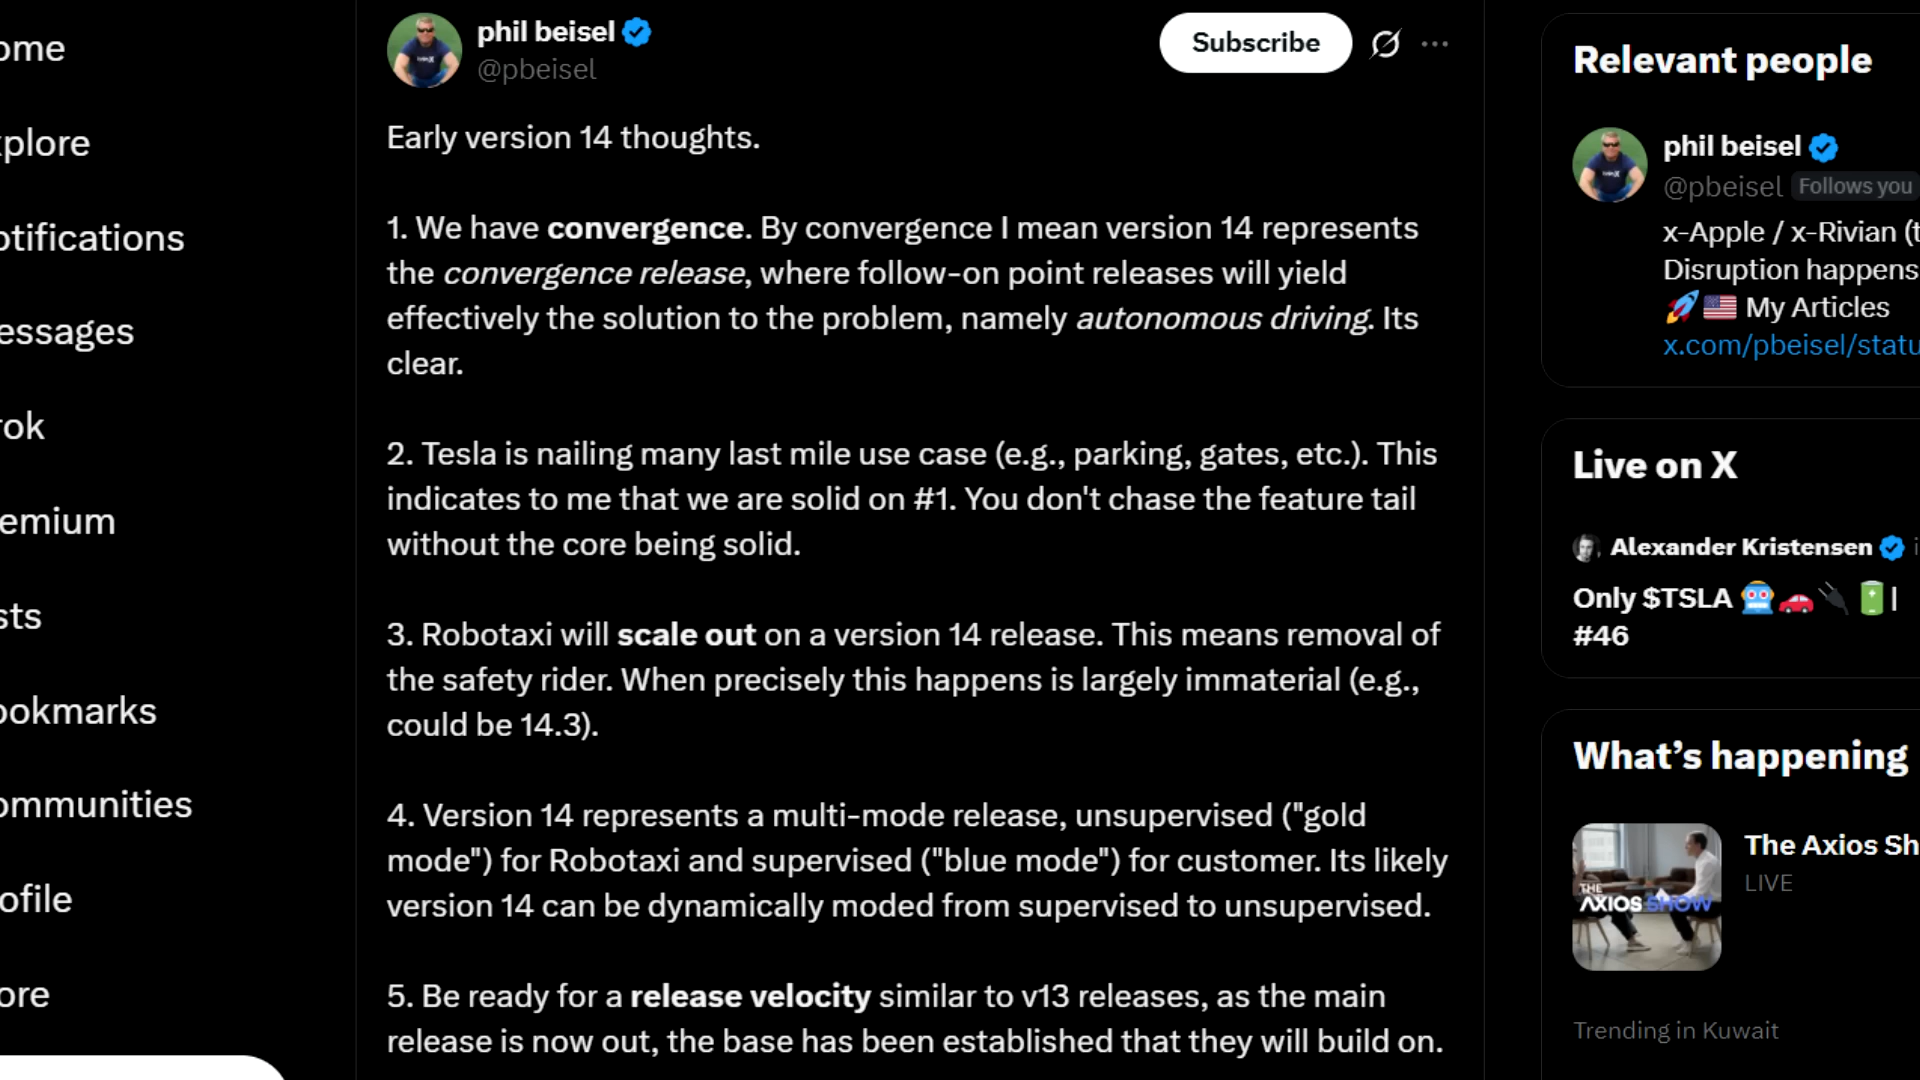 ome
xplore
otifications
essages
rok
emium
sts
ookmarks
ommunities
ofile
ore
phil beisel
@pbeisel
Subscribe
Early version 14 thoughts.
1. We have convergence. By convergence I mean version 14 represents
the convergence release, where follow-on point releases will yield
effectively the solution to the problem, namely autonomous driving. Its
clear.
2. Tesla is nailing many last mile use case (e.g., parking, gates, etc.). This
indicates to me that we are solid on #1. You don't chase the feature tail
without the core being solid.
3. Robotaxi will scale out on a version 14 release. This means removal of
the safety rider. When precisely this happens is largely immaterial (e.g.,
could be 14.3).
4. Version 14 represents a multi-mode release, unsupervised ("gold
mode") for Robotaxi and supervised ("blue mode") for customer. Its likely
version 14 can be dynamically moded from supervised to unsupervised.
5. Be ready for a release velocity similar to v13 releases, as the main
release is now out, the base has been established that they will build on.
Relevant people
phil beisel
@pbeisel Follows you
x-Apple / x-Rivian (t
Disruption happens
🚀🇺🇸 My Articles
x.com/pbeisel/statu
Live on X
Alexander Kristensen i
Only $TSLA 🤖🚗🔌🔋|
#46
What's happening
THE
AXIOS SHOW
The Axios Sh
LIVE
Trending in Kuwait